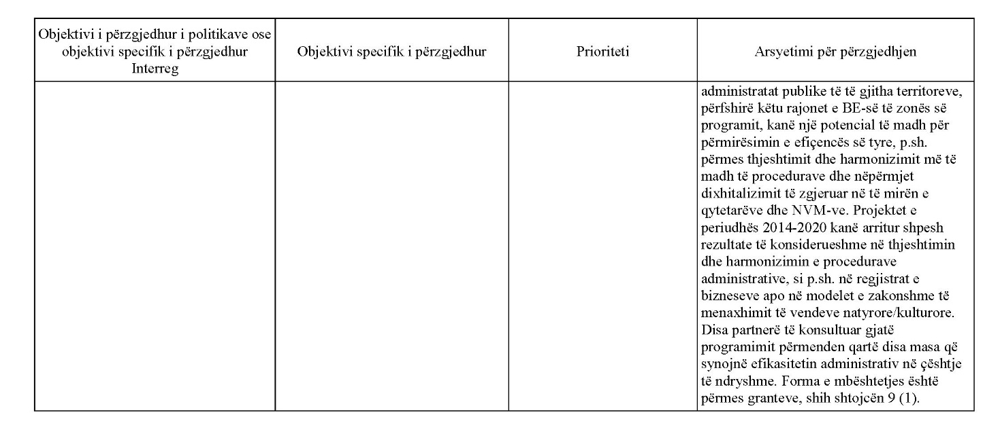 Objektivi i përzgjedhur i politikave ose
objektivi specifik i përzgjedhur
Interreg
Objektivi specifik i përzgjedhur
Prioriteti
Arsyetimi për përzgjedhjen
administratat publike të të gjitha territoreve,
përfshirë këtu rajonet e BE-së të zonës së
programit, kanë një potencial të madh për
përmirësimin e efiçencës së tyre, p.sh.
përmes thjeshtimit dhe harmonizimit më të
madh të procedurave dhe nëpërmjet
dixhitalizimit të zgjeruar në të mirën e
qytetarëve dhe NVM-ve. Projektet e
periudhës 2014-2020 kanë arritur shpesh
rezultate të konsiderueshme në thjeshtimin
dhe harmonizimin e procedurave
administrative, si p.sh. në regjistrat e
bizneseve apo në modelet e zakonshme të
menaxhimit të vendeve natyrore/kulturore.
Disa partnerë të konsultuar gjatë
programimit përmenden qartë disa masa që
synojnë efikasitetin administrativ në çështje
të ndryshme. Forma e mbështetjes është
përmes granteve, shih shtojcën 9 (1).